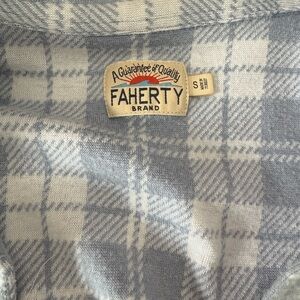 A Guarantee of Quality
FAHERTY
BRAND
S